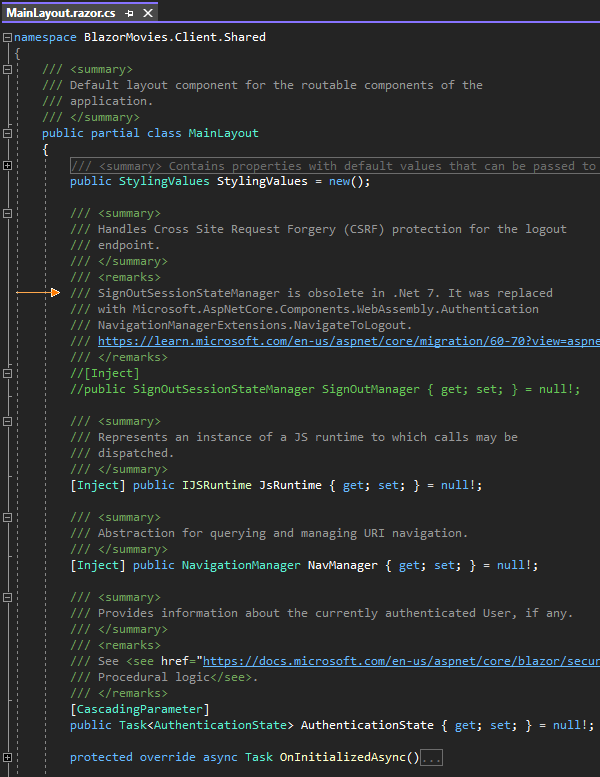 MainLayout.razor.cs
namespace BlazorMovies.Client.Shared
{
/// <summary>
/// Default layout component for the routable components of the
/// application.
/// </summary>
public partial class MainLayout
{
/// <summary> Contains properties with default values that can be passed to
public StylingValues StylingValues = new();
/// <summary>
/// Handles Cross Site Request Forgery (CSRF) protection for the logout
/// endpoint.
/// </summary>
/// <remarks>
/// SignOutSessionStateManager is obsolete in .Net 7. It was replaced
/// with Microsoft.AspNetCore.Components.WebAssembly.Authentication
/// NavigationManagerExtensions.NavigateToLogout.
/// https://learn.microsoft.com/en-us/aspnet/core/migration/60-70?view=aspne
/// </remarks>
//[Inject]
//public SignOutSessionStateManager SignOutManager { get; set; } = null!;
/// <summary>
/// Represents an instance of a JS runtime to which calls may be
/// dispatched.
/// </summary>
[Inject] public IJSRuntime JsRuntime { get; set; } = null!;
/// <summary>
/// Abstraction for querying and managing URI navigation.
/// </summary>
[Inject] public NavigationManager NavManager { get; set; } = null!;
/// <summary>
/// Provides information about the currently authenticated User, if any.
/// </summary>
/// <remarks>
/// See <see href="https://docs.microsoft.com/en-us/aspnet/core/blazor/secur
/// Procedural logic</see>.
/// </remarks>
[CascadingParameter]
public Task<AuthenticationState> AuthenticationState { get; set; } = null!;
protected override async Task OnInitializedAsync()...